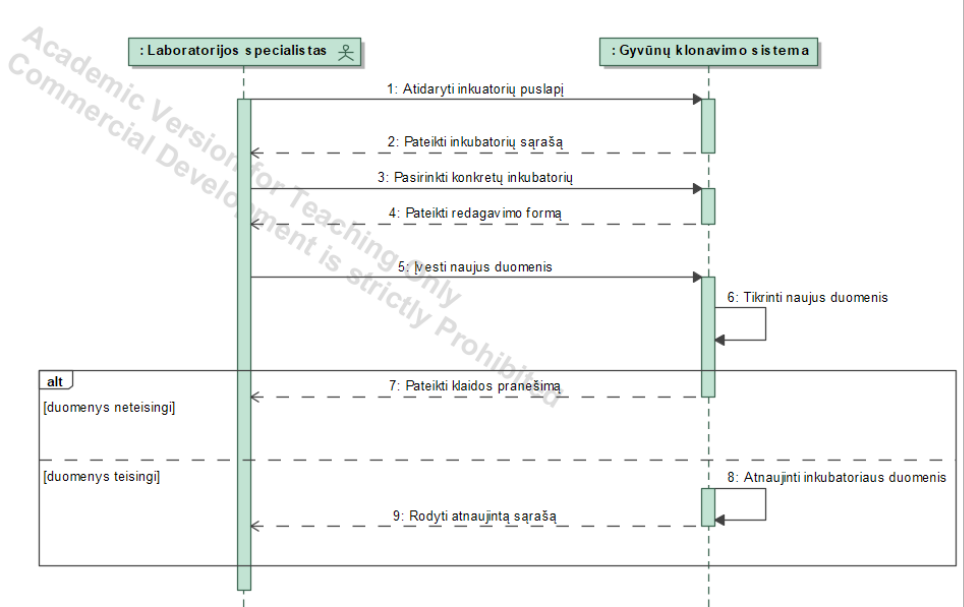 Academic Version for Teaching Only
Commercial Development is strictly Prohibited
: Laboratorijos specialistas
: Gyvūnų klonavimo sistema
1: Atidaryti inkuatorių puslapį
2: Pateikti inkubatorių sąrašą
3: Pasirinkti konkretų inkubatorių
4: Pateikti redagavimo formą
5: Įvesti naujus duomenis
6: Tikrinti naujus duomenis
alt
7: Pateikti klaidos pranešimą
[duomenys neteisingi]
[duomenys teisingi]
8: Atnaujinti inkubatoriaus duomenis
9: Rodyti atnaujintą sąrašą